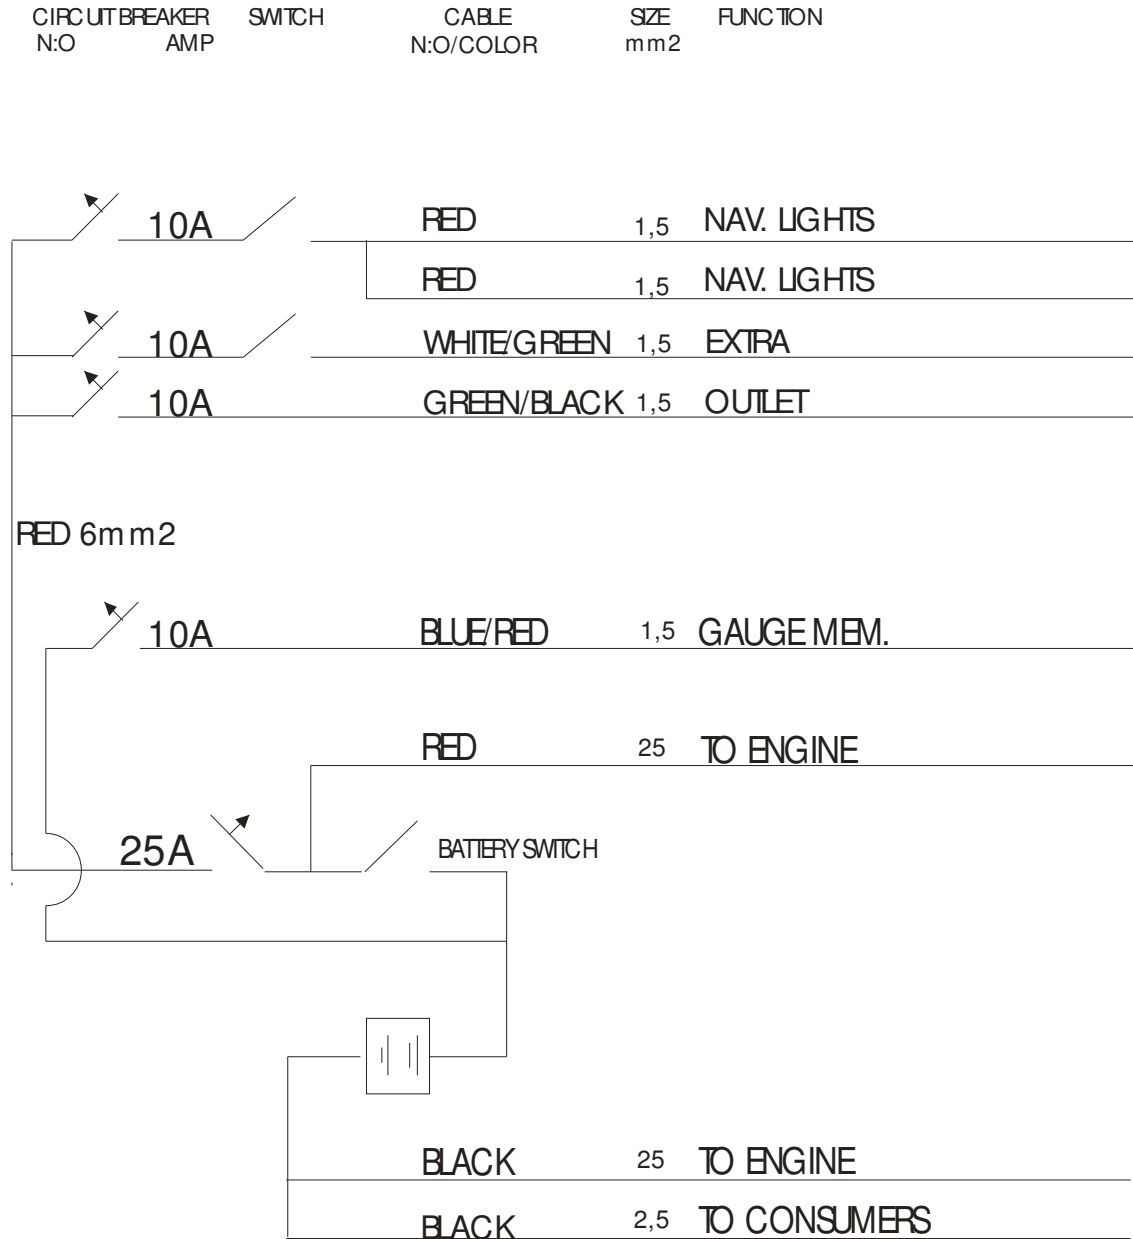 CIRCUIT BREAKER SWITCH CABLE SIZE FUNCTION
N:O AMP N:O/COLOR mm2
10A RED 1,5 NAV. LIGHTS
RED 1,5 NAV. LIGHTS
10A WHITE/GREEN 1,5 EXTRA
10A GREEN/BLACK 1,5 OUTLET
RED 6mm2
10A BLUE/RED 1,5 GAUGE MEM.
RED 25 TO ENGINE
25A BATTERY SWITCH
BLACK 25 TO ENGINE
BLACK 2,5 TO CONSUMERS